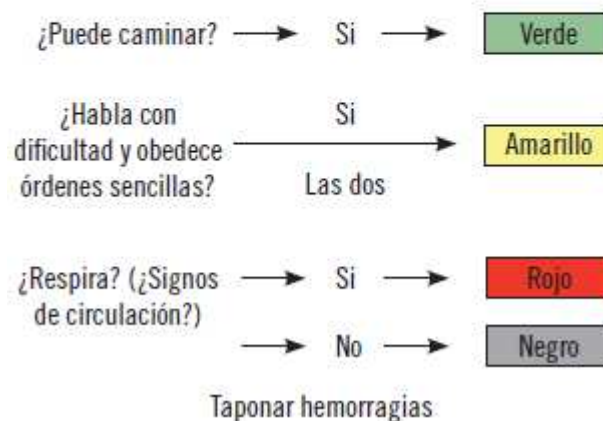 ¿Puede caminar? Si Verde
¿Habla con
dificultad y obedece
órdenes sencillas?
Si
Las dos
Amarillo
¿Respira? (¿Signos
de circulación?)
Si Rojo
No Negro
Taponar hemorragias